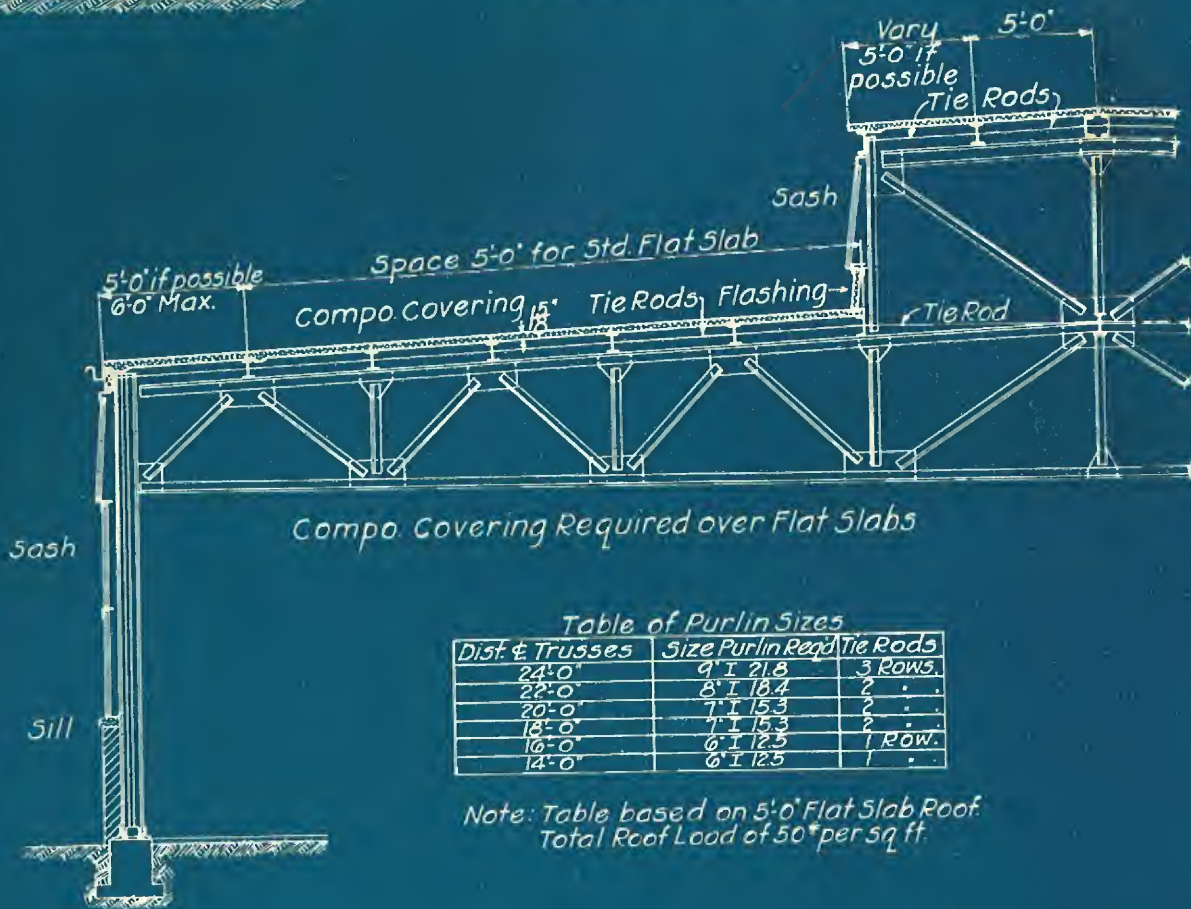 Vary 5'-0"
5'-0" if
possible
Tie Rods
Sash
Space 5'-0" for Std. Flat Slab
5'-0" if possible
6'-0" Max.
Compo. Covering 1 5/8" Tie Rods Flashing
Tie Rod
Compo. Covering Required over Flat Slabs
Sash
Sill
Table of Purlin Sizes
Dist. ℄ Trusses Size Purlin Req'd Tie Rods
24'-0" 9" I 21.8 3 Rows.
22'-0" 8" I 18.4 2 " .
20'-0" 7" I 15.3 2 " .
18'-0" 7" I 15.3 2 " .
16'-0" 6" I 12.5 1 Row.
14'-0" 6" I 12.5 1 "
Note: Table based on 5'-0" Flat Slab Roof.
Total Roof Load of 50# per sq ft.